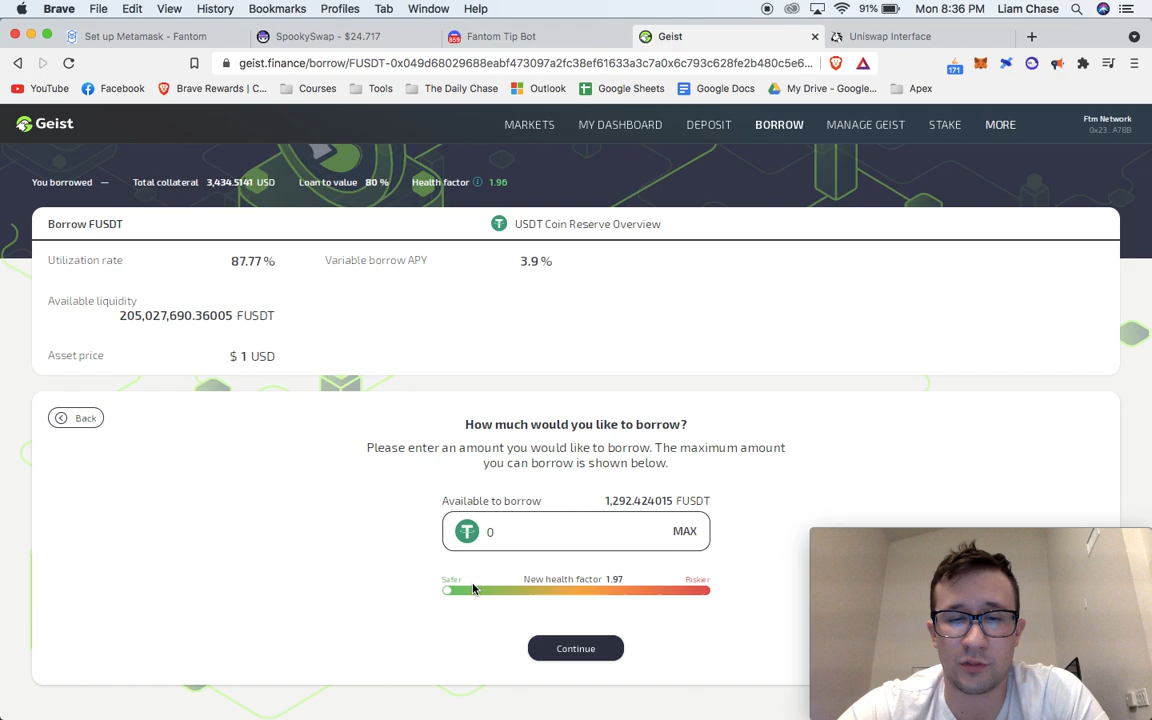 Brave File Edit View History Bookmarks Profiles Tab Window Help 91% Mon 8:36 PM Liam Chase
Set up Metamask - Fantom SpookySwap - $24.717 Fantom Tip Bot Geist Uniswap Interface
geist.finance/borrow/FUSDT-0x049d68029688eabf473097a2fc38ef61633a3c7a0x6c793c628fe2b480c5e6... 171
YouTube Facebook Brave Rewards | C... Courses Tools The Daily Chase Outlook Google Sheets Google Docs My Drive - Google... Apex
Geist MARKETS MY DASHBOARD DEPOSIT BORROW MANAGE GEIST STAKE MORE Ftm Network
0x23...A7BB
You borrowed — Total collateral 3,434.5141 USD Loan to value 80 % Health factor 1.96
Borrow FUSDT USDT Coin Reserve Overview
Utilization rate 87.77 % Variable borrow APY 3.9 %
Available liquidity
205,027,690.36005 FUSDT
Asset price $ 1 USD
Back
How much would you like to borrow?
Please enter an amount you would like to borrow. The maximum amount
you can borrow is shown below.
Available to borrow 1,292.424015 FUSDT
0 MAX
Safer New health factor 1.97 Riskier
Continue